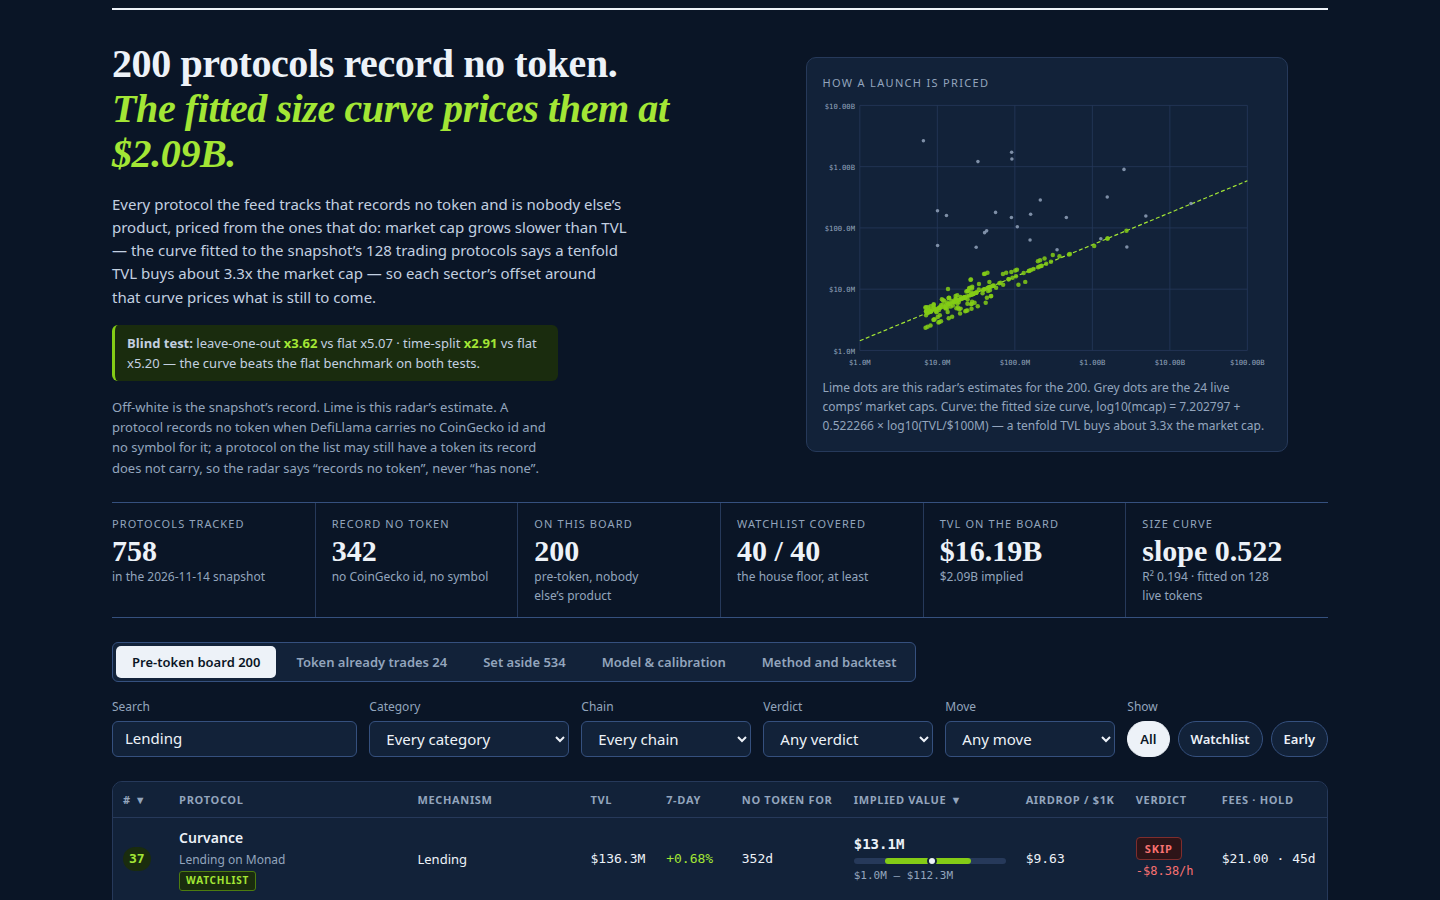 200 protocols record no token.
The fitted size curve prices them at
$2.09B.
Every protocol the feed tracks that records no token and is nobody else’s
product, priced from the ones that do: market cap grows slower than TVL
— the curve fitted to the snapshot’s 128 trading protocols says a tenfold
TVL buys about 3.3x the market cap — so each sector’s offset around
that curve prices what is still to come.
Blind test: leave-one-out x3.62 vs flat x5.07 · time-split x2.91 vs flat
x5.20 — the curve beats the flat benchmark on both tests.
Off-white is the snapshot’s record. Lime is this radar’s estimate. A
protocol records no token when DefiLlama carries no CoinGecko id and
no symbol for it; a protocol on the list may still have a token its record
does not carry, so the radar says “records no token”, never “has none”.
HOW A LAUNCH IS PRICED
$10.00B
$1.00B
$100.0M
$10.0M
$1.0M
$1.0M $10.0M $100.0M $1.00B $10.00B $100.00B
Lime dots are this radar’s estimates for the 200. Grey dots are the 24 live
comps’ market caps. Curve: the fitted size curve, log10(mcap) = 7.202797 +
0.522266 × log10(TVL/$100M) — a tenfold TVL buys about 3.3x the market cap.
PROTOCOLS TRACKED
758
in the 2026-11-14 snapshot
RECORD NO TOKEN
342
no CoinGecko id, no symbol
ON THIS BOARD
200
pre-token, nobody
else’s product
WATCHLIST COVERED
40 / 40
the house floor, at least
TVL ON THE BOARD
$16.19B
$2.09B implied
SIZE CURVE
slope 0.522
R² 0.194 · fitted on 128
live tokens
Pre-token board 200 Token already trades 24 Set aside 534 Model & calibration Method and backtest
Search Category Chain Verdict Move Show
Lending Every category Every chain Any verdict Any move All Watchlist Early
# ▼ PROTOCOL MECHANISM TVL 7-DAY NO TOKEN FOR IMPLIED VALUE ▼ AIRDROP / $1K VERDICT FEES · HOLD
37 Curvance Lending $136.3M +0.68% 352d $13.1M $9.63 SKIP $21.00 · 45d
Lending on Monad $1.0M — $112.3M -$8.38/h
WATCHLIST